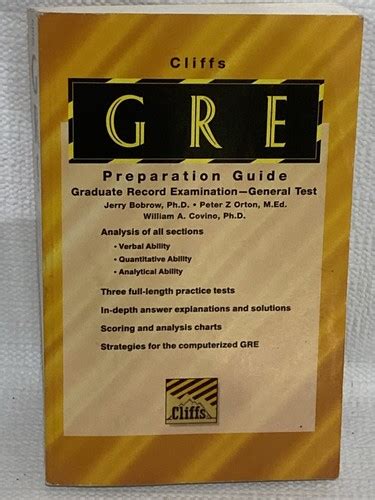 Cliffs
GRE
Preparation Guide
Graduate Record Examination—General Test
Jerry Bobrow, Ph.D. • Peter Z Orton, M.Ed.
William A. Covino, Ph.D.
Analysis of all sections
• Verbal Ability
• Quantitative Ability
• Analytical Ability
Three full-length practice tests
In-depth answer explanations and solutions
Scoring and analysis charts
Strategies for the computerized GRE
Cliffs